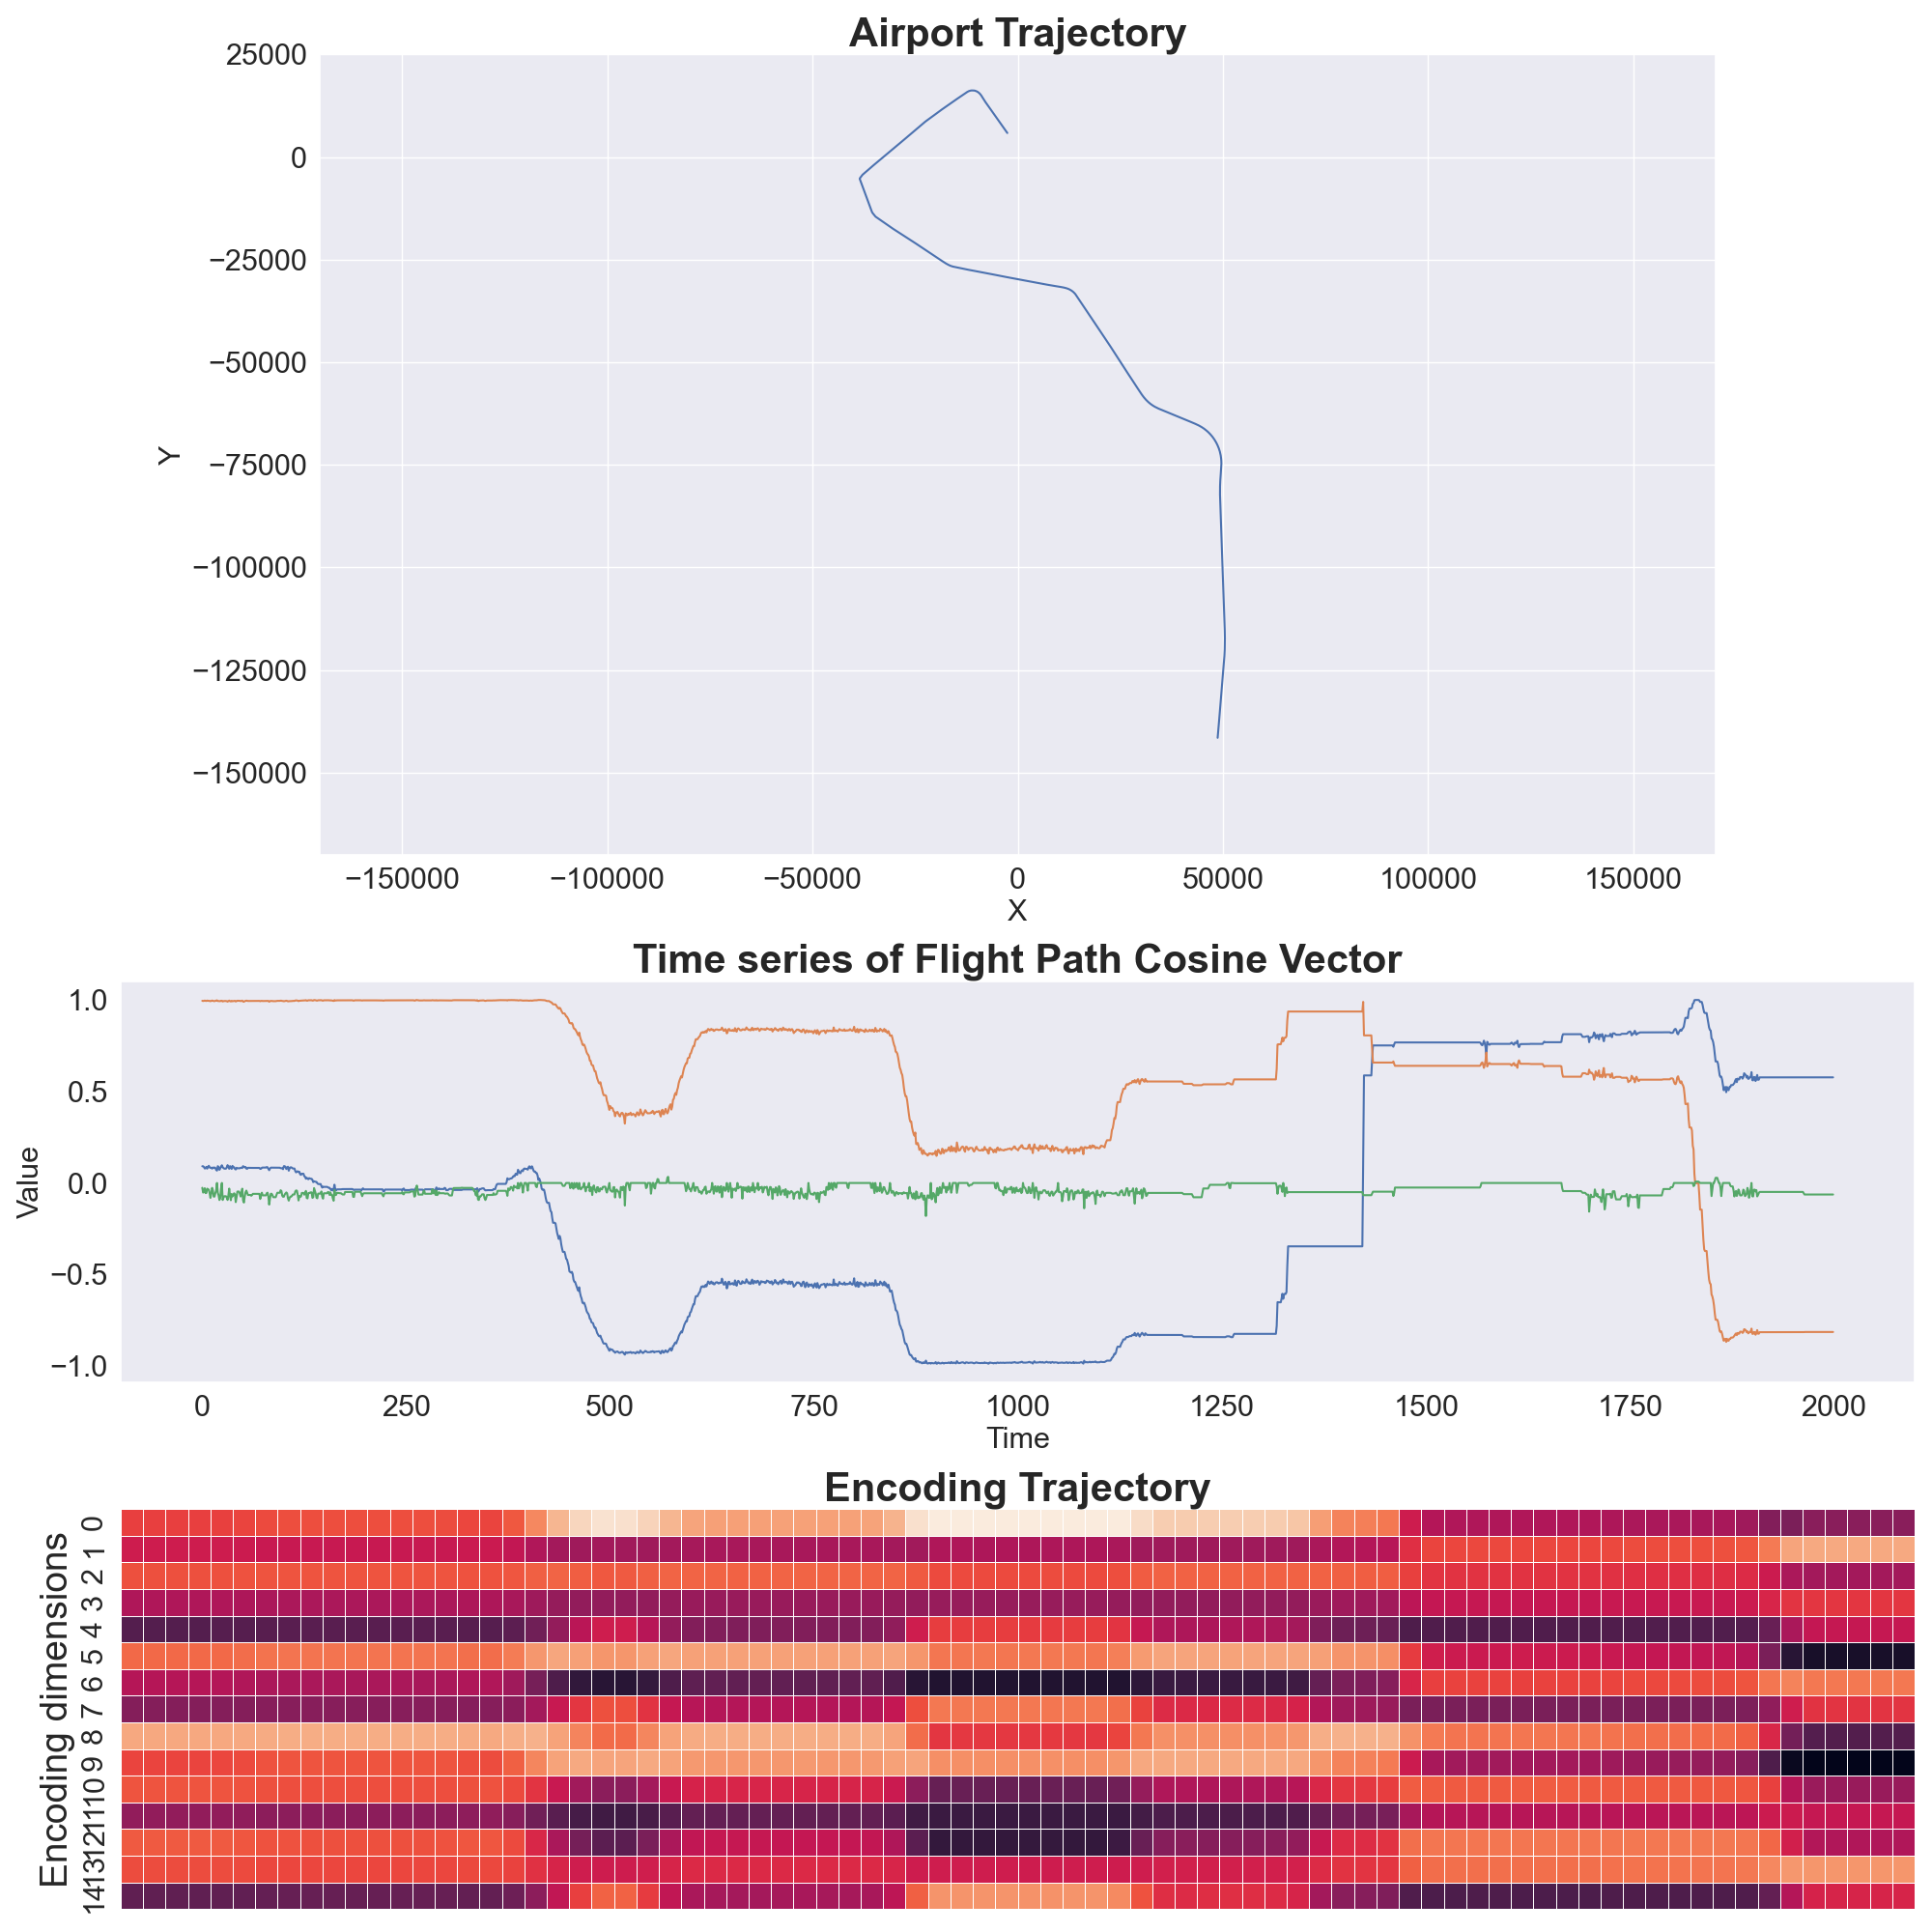 Airport Trajectory
25000
0
−25000
−50000
−75000
−100000
−125000
−150000
Y
−150000 −100000 −50000 0 50000 100000 150000
X
Time series of Flight Path Cosine Vector
1.0
0.5
0.0
−0.5
−1.0
Value
0 250 500 750 1000 1250 1500 1750 2000
Time
Encoding Trajectory
Encoding dimensions
0
1
2
3
4
5
6
7
8
9
10
11
12
13
14